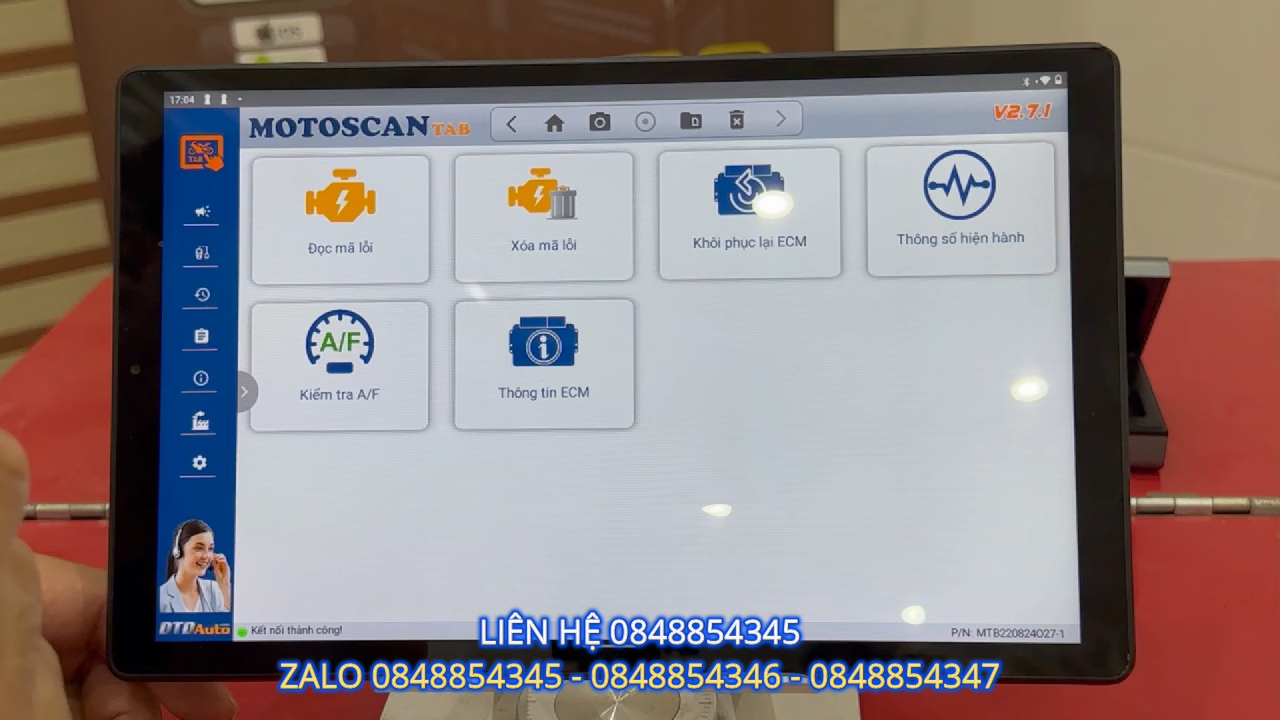 17:04
MOTOSCAN TAB
V2.7.1
TAB
Đọc mã lỗi
Xóa mã lỗi
Khôi phục lại ECM
Thông số hiện hành
A/F
Kiểm tra A/F
Thông tin ECM
OTOAuto
Kết nối thành công!
P/N: MTB220824027-1
LIÊN HỆ 0848854345
ZALO 0848854345 - 0848854346 - 0848854347